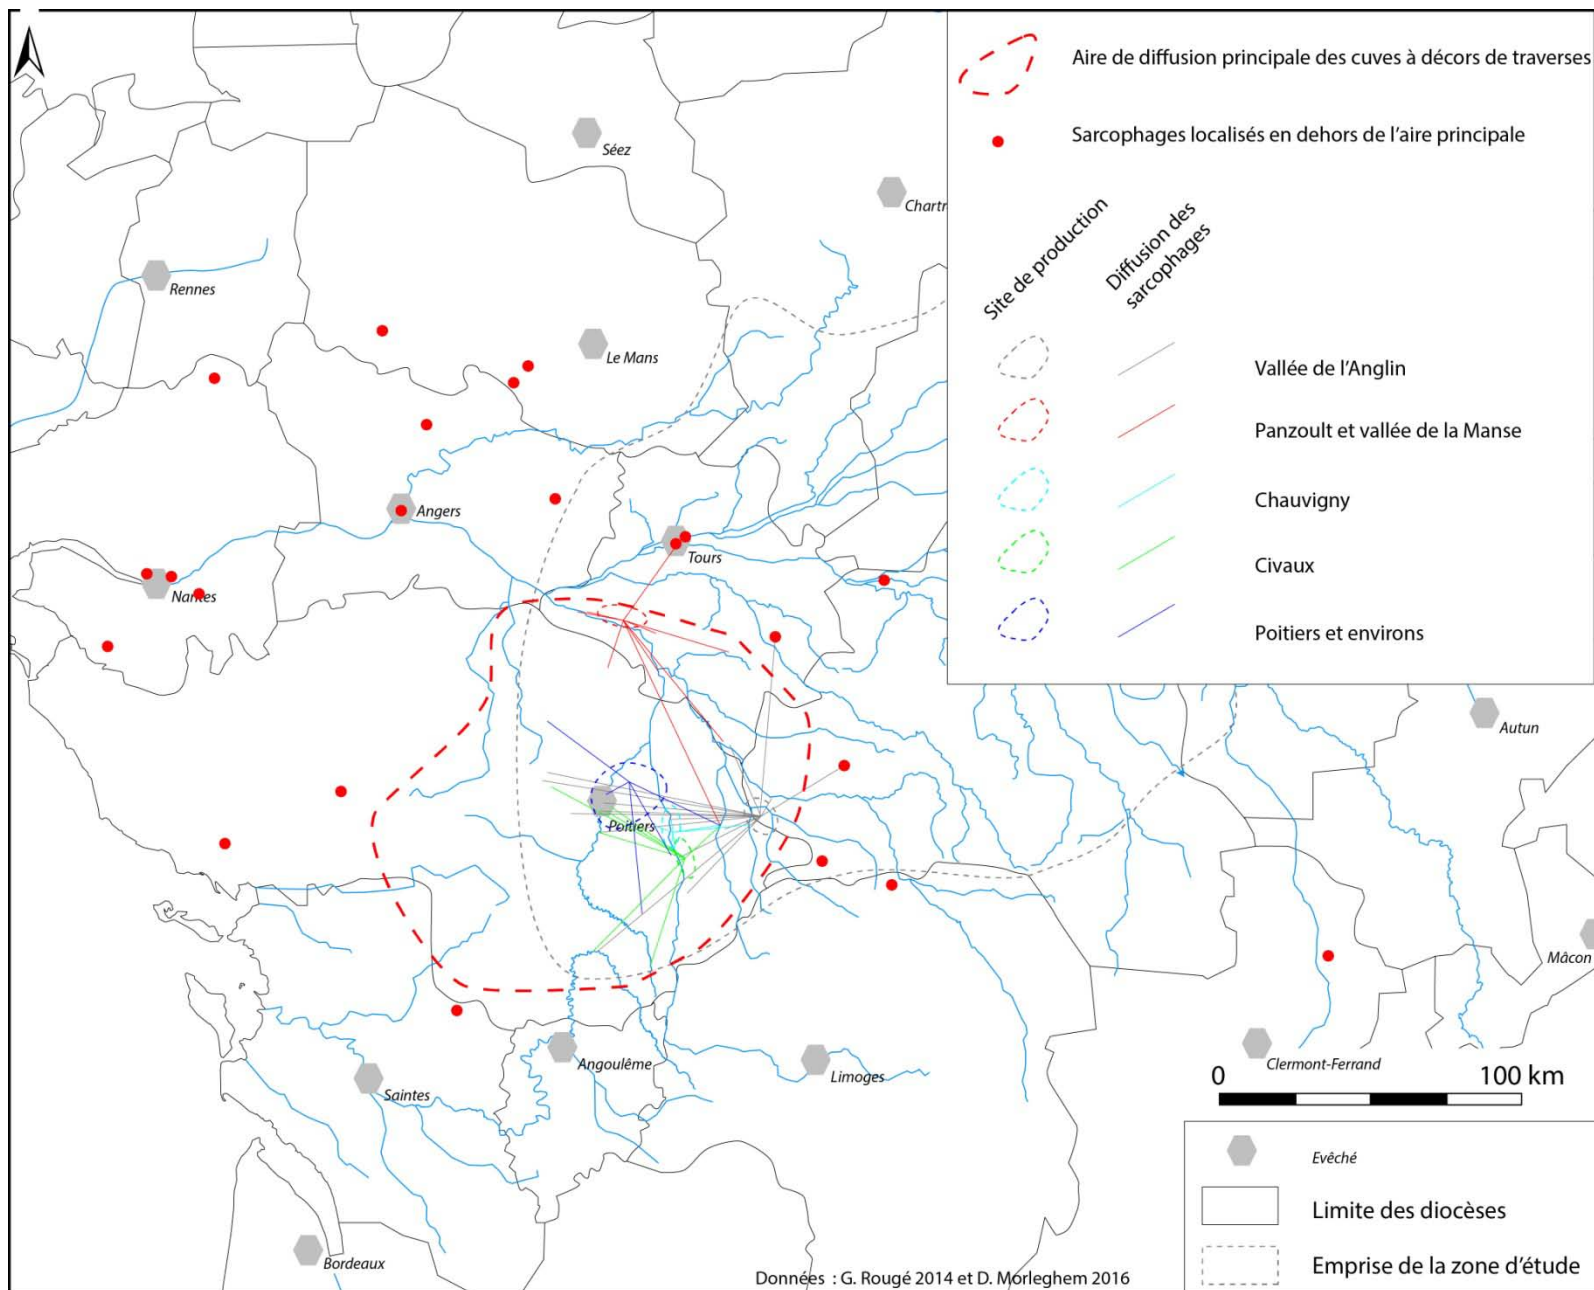 Aire de diffusion principale des cuves à décors de traverses
Sarcophages localisés en dehors de l'aire principale
Site de production
Diffusion des
sarcophages
Vallée de l'Anglin
Panzoult et vallée de la Manse
Chauvigny
Civaux
Poitiers et environs
Séez
Chartr
Rennes
Le Mans
Angers
Tours
Nantes
Autun
Poitiers
Mâcon
Angoulême
Limoges
Clermont-Ferrand
Saintes
Bordeaux
0 100 km
Evêché
Limite des diocèses
Emprise de la zone d'étude
Données : G. Rougé 2014 et D. Morleghem 2016